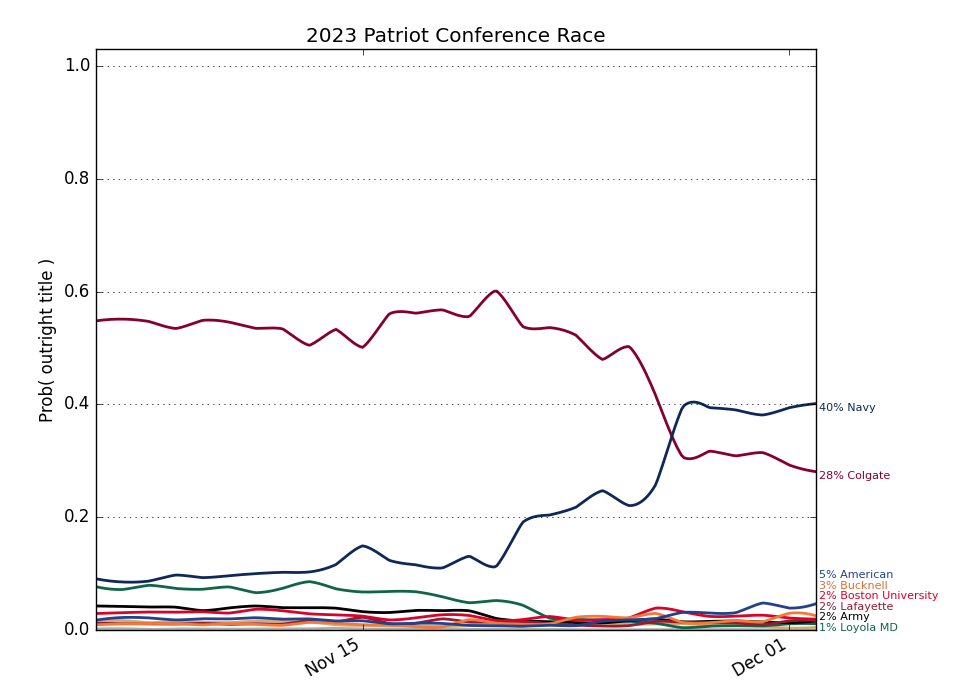 2023 Patriot Conference Race
1.0
0.8
0.6
0.4
0.2
0.0
Prob( outright title )
Nov 15
Dec 01
40% Navy
28% Colgate
5% American
3% Bucknell
2% Boston University
2% Lafayette
2% Army
1% Loyola MD